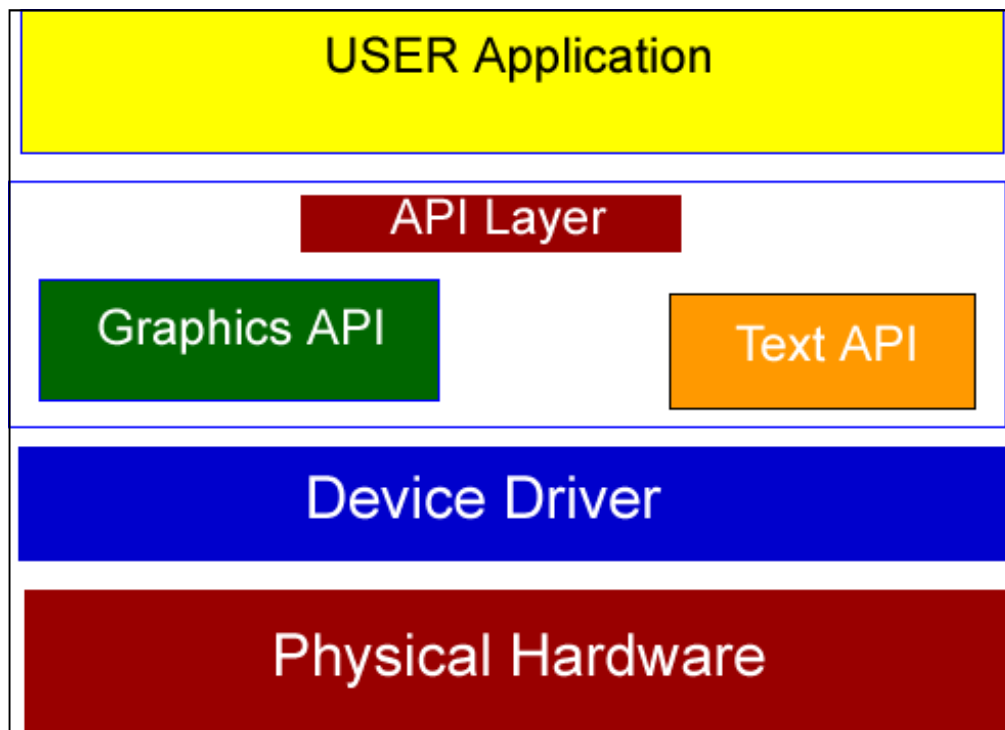 USER Application
API Layer
Graphics API
Text API
Device Driver
Physical Hardware